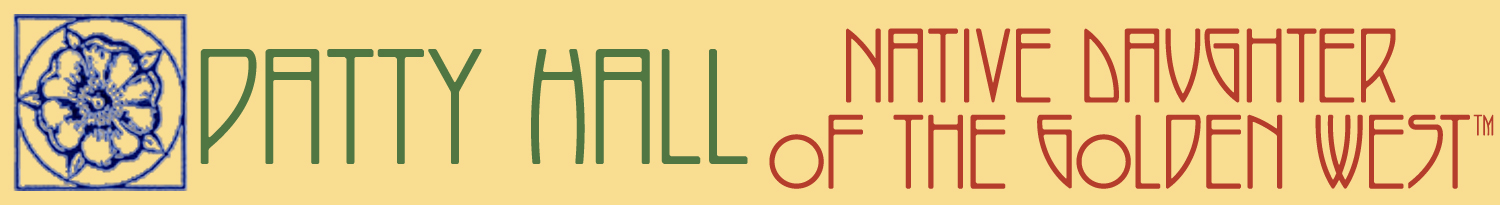 PATTY HALL
NATIVE DAUGHTER
OF THE GOLDEN WEST™